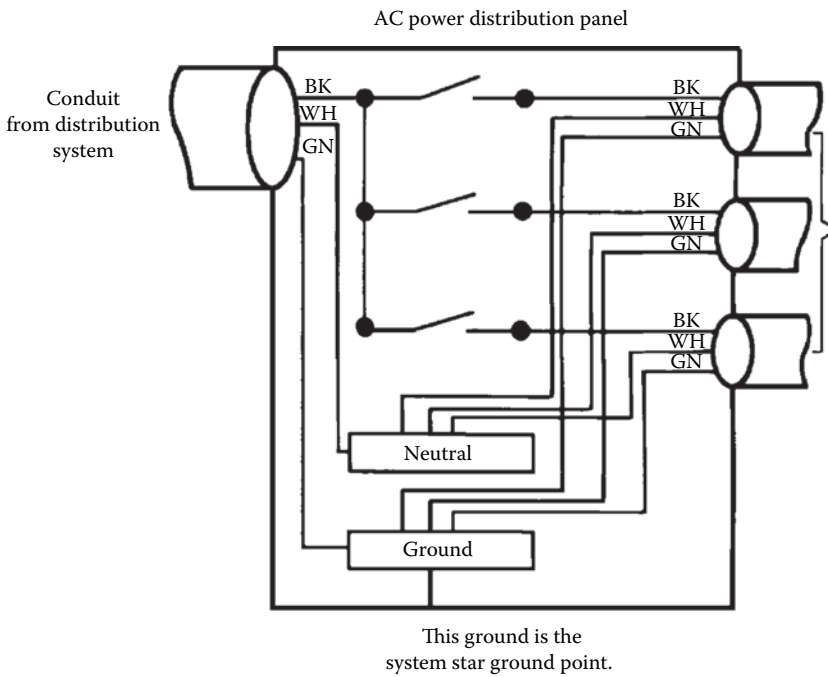 AC power distribution panel
Conduit
from distribution
system
BK
WH
GN
BK
WH
GN
BK
WH
GN
BK
WH
GN
Neutral
Ground
This ground is the
system star ground point.